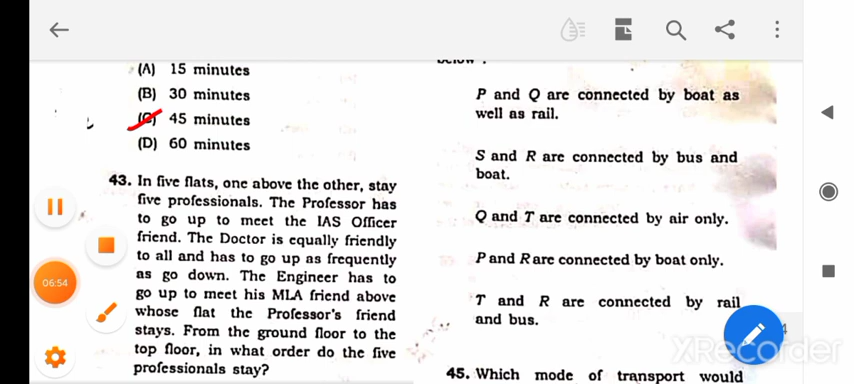 (A) 15 minutes
(B) 30 minutes
(C) 45 minutes
(D) 60 minutes
43. In five flats, one above the other, stay
five professionals. The Professor has
to go up to meet the IAS Officer
friend. The Doctor is equally friendly
to all and has to go up as frequently
as go down. The Engineer has to
go up to meet his MLA friend above
whose flat the Professor's friend
stays. From the ground floor to the
top floor, in what order do the five
professionals stay?
below :
P and Q are connected by boat as
well as rail.
S and R are connected by bus and
boat.
Q and T are connected by air only.
P and R are connected by boat only.
T and R are connected by rail
and bus.
45. Which mode of transport would
06:54
4
XRecorder